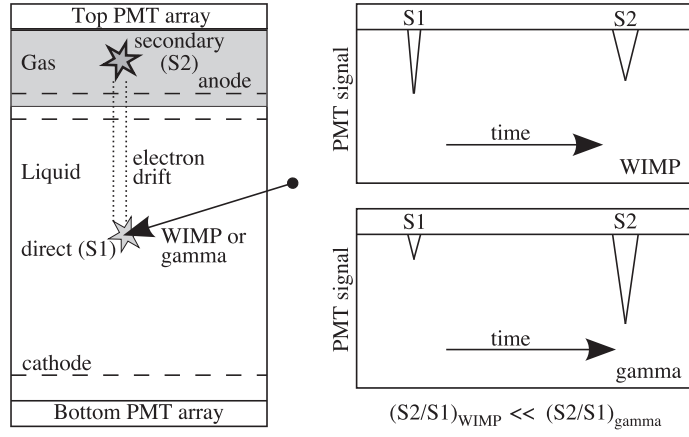 Top PMT array
Gas
secondary
(S2)
anode
Liquid
electron
drift
direct (S1)
WIMP or
gamma
cathode
Bottom PMT array
S1
S2
PMT signal
time
WIMP
S1
S2
PMT signal
time
gamma
(S2/S1)WIMP << (S2/S1)gamma